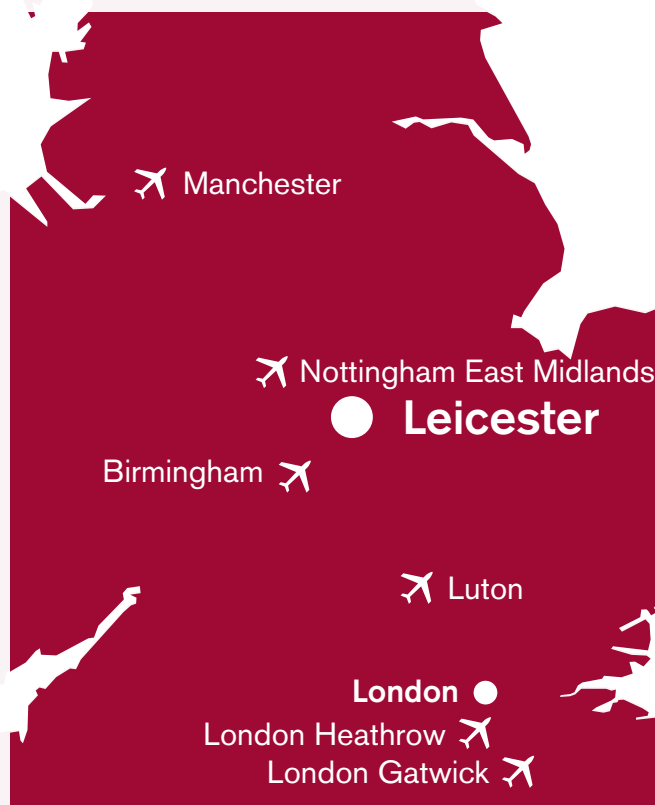 Manchester
Nottingham East Midlands
Leicester
Birmingham
Luton
London
London Heathrow
London Gatwick